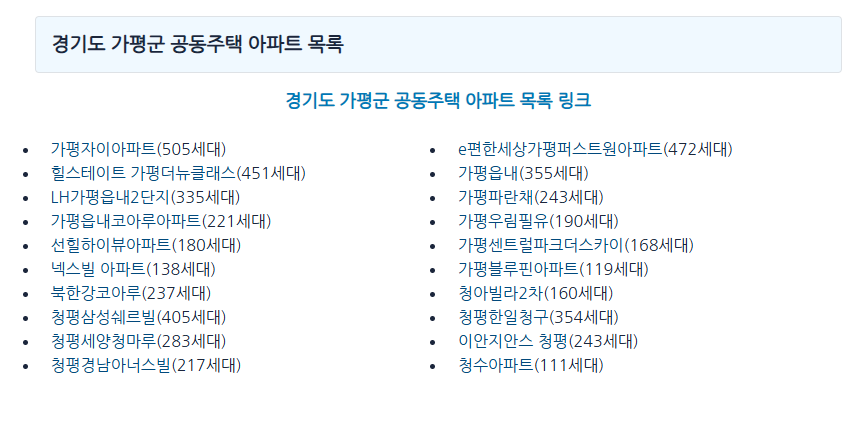 경기도 가평군 공동주택 아파트 목록
경기도 가평군 공동주택 아파트 목록 링크
• 가평자이아파트(505세대)
• e편한세상가평퍼스트원아파트(472세대)
• 힐스테이트 가평더뉴클래스(451세대)
• 가평읍내(355세대)
• LH가평읍내2단지(335세대)
• 가평파란채(243세대)
• 가평읍내코아루아파트(221세대)
• 가평우림필유(190세대)
• 선힐하이뷰아파트(180세대)
• 가평센트럴파크더스카이(168세대)
• 넥스빌 아파트(138세대)
• 가평블루핀아파트(119세대)
• 북한강코아루(237세대)
• 청아빌라2차(160세대)
• 청평삼성쉐르빌(405세대)
• 청평한일청구(354세대)
• 청평세양청마루(283세대)
• 이안지안스 청평(243세대)
• 청평경남아너스빌(217세대)
• 청수아파트(111세대)